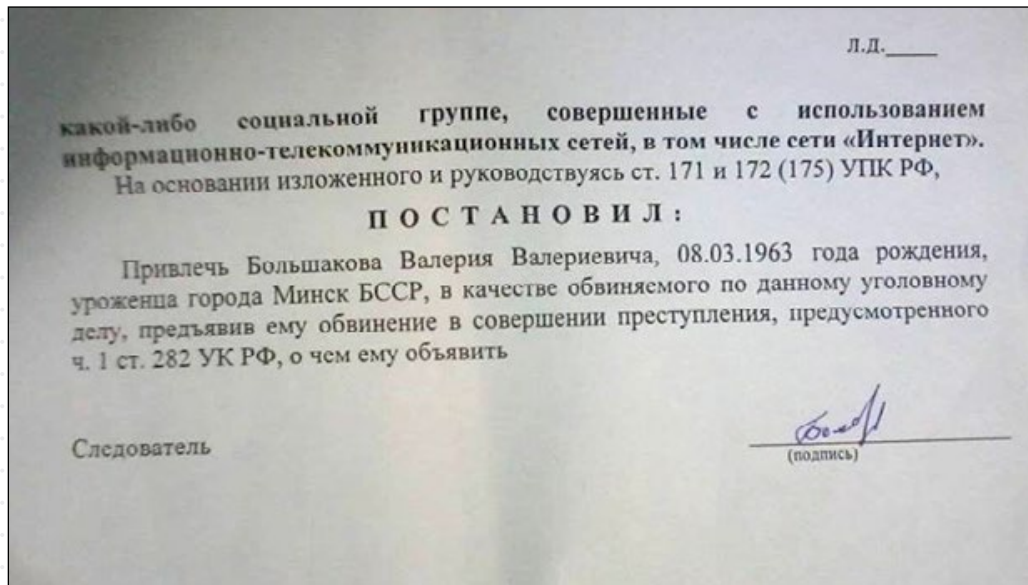 Л.Д._____
какой-либо социальной группе, совершенные с использованием
информационно-телекоммуникационных сетей, в том числе сети «Интернет».
На основании изложенного и руководствуясь ст. 171 и 172 (175) УПК РФ,
П О С Т А Н О В И Л :
Привлечь Большакова Валерия Валериевича, 08.03.1963 года рождения,
уроженца города Минск БССР, в качестве обвиняемого по данному уголовному
делу, предъявив ему обвинение в совершении преступления, предусмотренного
ч. 1 ст. 282 УК РФ, о чем ему объявить
Следователь
(подпись)